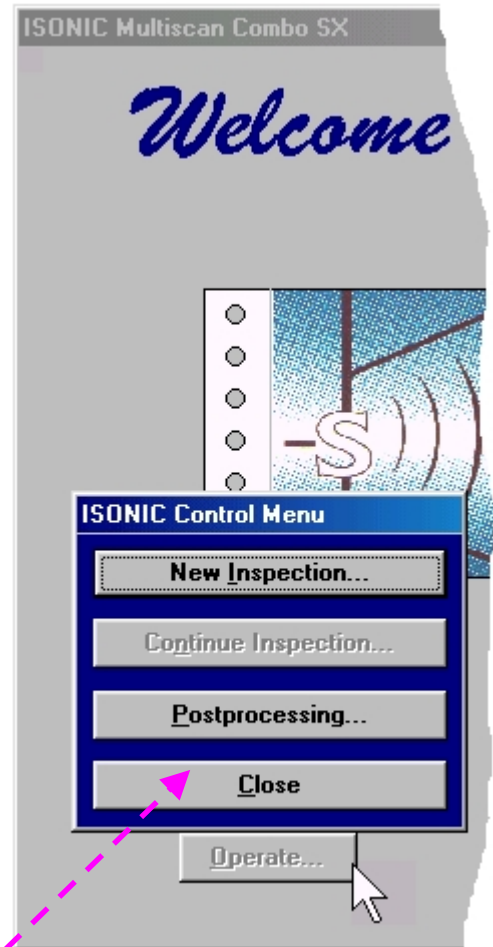 ISONIC Multiscan Combo SX
Welcome
S
ISONIC Control Menu
New Inspection...
Continue Inspection...
Postprocessing...
Close
Operate...